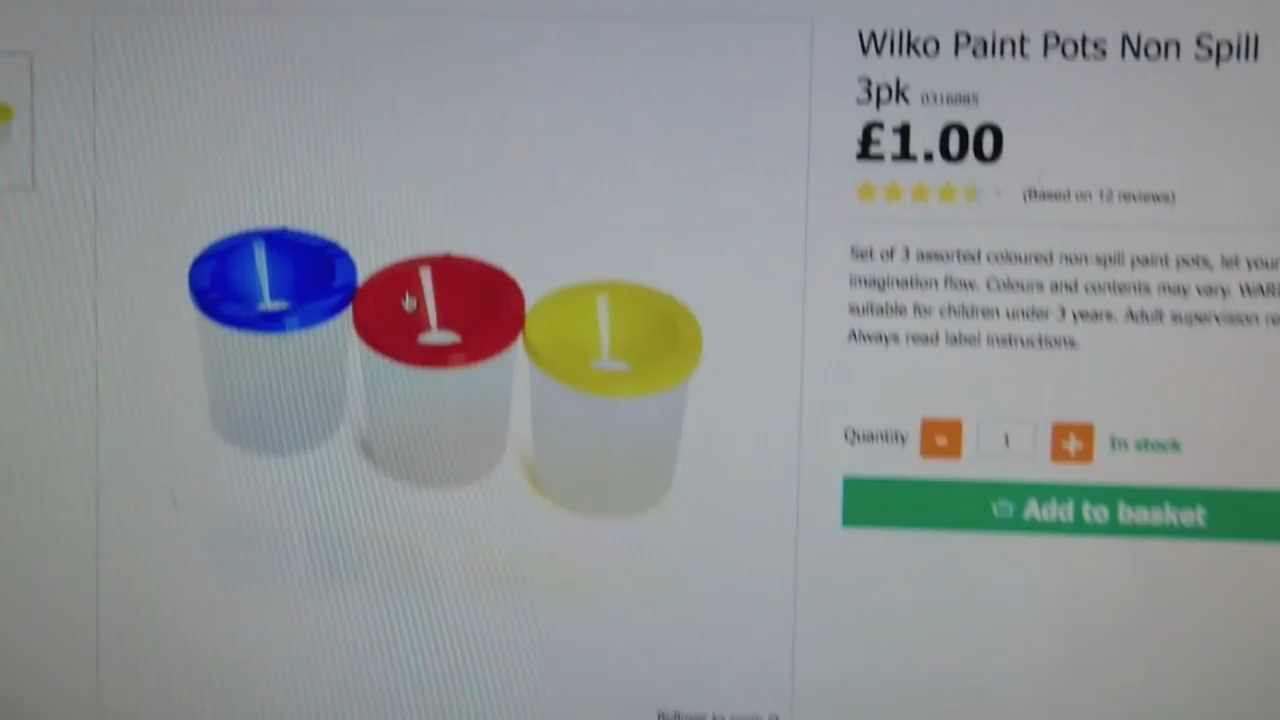 Wilko Paint Pots Non Spill
3pk 0316885
£1.00
(Based on 12 reviews)
Set of 3 assorted coloured non-spill paint pots, let your
imagination flow. Colours and contents may vary.
suitable for children under 3 years. Adult supervision
Always read label instructions.
Quantity - 1 + In stock
Add to basket